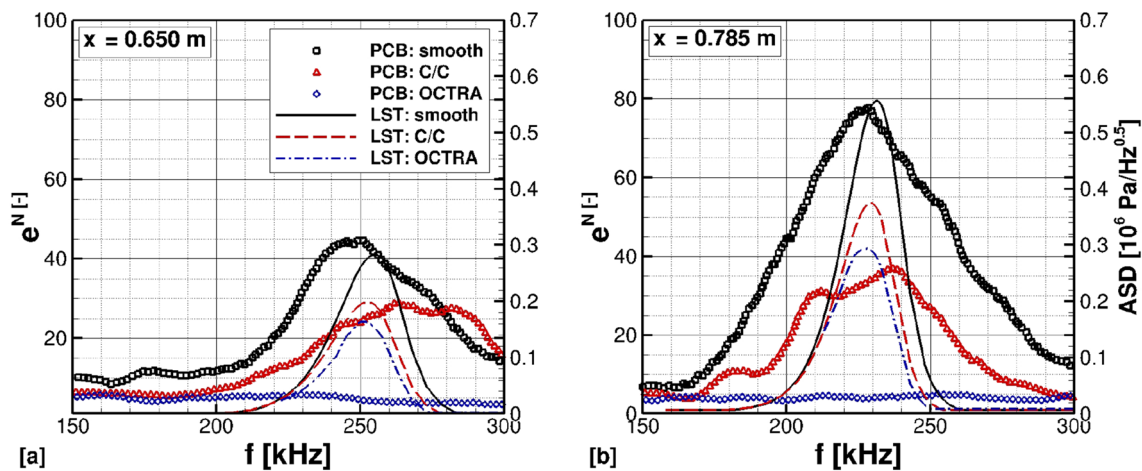 x = 0.650 m
PCB: smooth
PCB: C/C
PCB: OCTRA
LST: smooth
LST: C/C
LST: OCTRA
e^N [-]
100
80
60
40
20
0
0.7
0.6
0.5
0.4
0.3
0.2
0.1
0
150
200
250
300
f [kHz]
[a]
x = 0.785 m
e^N [-]
100
80
60
40
20
0
0.7
0.6
0.5
0.4
0.3
0.2
0.1
0
ASD [10^6 Pa/Hz^0.5]
150
200
250
300
f [kHz]
[b]